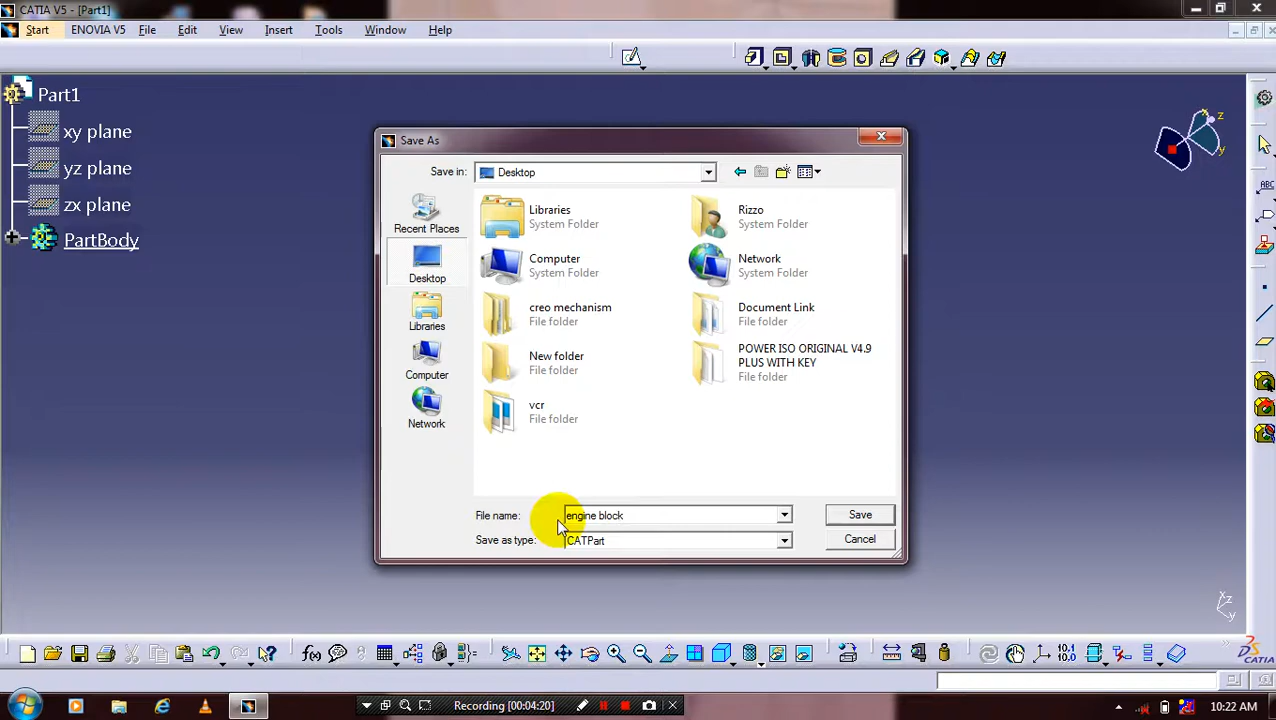 CATIA V5 - [Part1]
Start ENOVIA V5 File Edit View Insert Tools Window Help
Part1
xy plane
yz plane
zx plane
PartBody
Save As
Save in: Desktop
Recent Places
Desktop
Libraries
Computer
Network
Libraries
System Folder
Rizzo
System Folder
Computer
System Folder
Network
System Folder
creo mechanism
File folder
Document Link
File folder
New folder
File folder
POWER ISO ORIGINAL V4.9
PLUS WITH KEY
File folder
vcr
File folder
File name: engine block
Save
Save as type: CATPart
Cancel
z
y
ABC
f(x)
10.0
CATIA
Recording [00:04:20]
10:22 AM